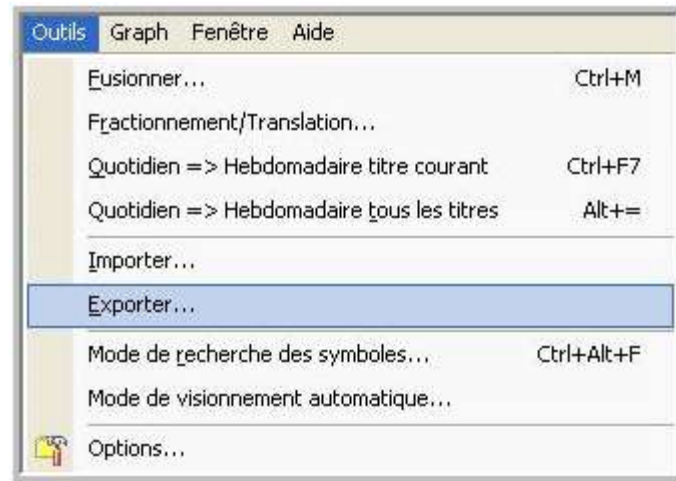 Outils Graph Fenêtre Aide
Fusionner... Ctrl+M
Fractionnement/Translation...
Quotidien => Hebdomadaire titre courant Ctrl+F7
Quotidien => Hebdomadaire tous les titres Alt+=
Importer...
Exporter...
Mode de recherche des symboles... Ctrl+Alt+F
Mode de visionnement automatique...
Options...